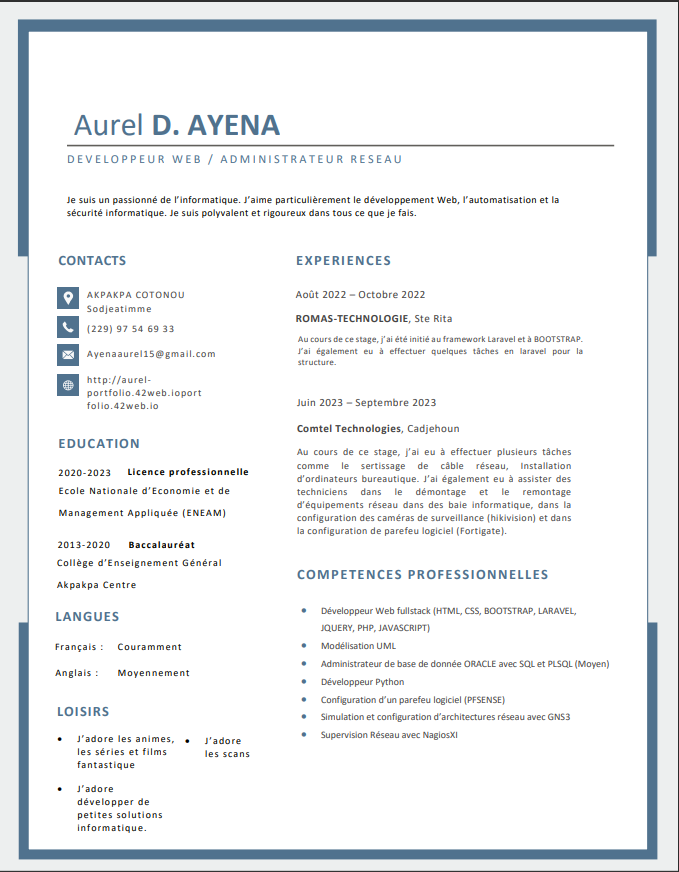 Aurel D. AYENA
DEVELOPPEUR WEB / ADMINISTRATEUR RESEAU
Je suis un passionné de l'informatique. J'aime particulièrement le développement Web, l'automatisation et la
sécurité informatique. Je suis polyvalent et rigoureux dans tous ce que je fais.
CONTACTS
AKPAKPA COTONOU
Sodjeatimme
(229) 97 54 69 33
Ayenaaurel15@gmail.com
http://aurel-
portfolio.42web.ioport
folio.42web.io
EDUCATION
2020-2023 Licence professionnelle
Ecole Nationale d'Economie et de
Management Appliquée (ENEAM)
2013-2020 Baccalauréat
Collège d'Enseignement Général
Akpakpa Centre
LANGUES
Français : Couramment
Anglais : Moyennement
LOISIRS
• J'adore les animes,
les séries et films
fantastique
• J'adore
développer de
petites solutions
informatique.
• J'adore
les scans
EXPERIENCES
Août 2022 – Octobre 2022
ROMAS-TECHNOLOGIE, Ste Rita
Au cours de ce stage, j'ai été initié au framework Laravel et à BOOTSTRAP.
J'ai également eu à effectuer quelques tâches en laravel pour la
structure.
Juin 2023 – Septembre 2023
Comtel Technologies, Cadjehoun
Au cours de ce stage, j'ai eu à effectuer plusieurs tâches
comme le sertissage de câble réseau, Installation
d'ordinateurs bureautique. J'ai également eu à assister des
techniciens dans le démontage et le remontage
d'équipements réseau dans des baie informatique, dans la
configuration des caméras de surveillance (hikivision) et dans
la configuration de parefeu logiciel (Fortigate).
COMPETENCES PROFESSIONNELLES
• Développeur Web fullstack (HTML, CSS, BOOTSTRAP, LARAVEL,
JQUERY, PHP, JAVASCRIPT)
• Modélisation UML
• Administrateur de base de donnée ORACLE avec SQL et PLSQL (Moyen)
• Développeur Python
• Configuration d'un parefeu logiciel (PFSENSE)
• Simulation et configuration d'architectures réseau avec GNS3
• Supervision Réseau avec NagiosXI